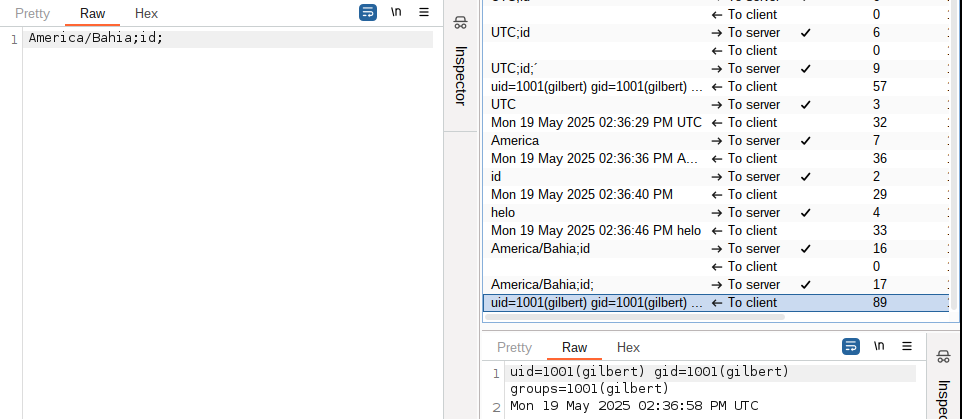 Pretty Raw Hex \n
1 America/Bahia;id;
Inspector
← To client 0
UTC;id → To server ✓ 6
← To client 0
UTC;id;´ → To server ✓ 9
uid=1001(gilbert) gid=1001(gilbert) ... ← To client 57
UTC → To server ✓ 3
Mon 19 May 2025 02:36:29 PM UTC ← To client 32
America → To server ✓ 7
Mon 19 May 2025 02:36:36 PM A... ← To client 36
id → To server ✓ 2
Mon 19 May 2025 02:36:40 PM ← To client 29
helo → To server ✓ 4
Mon 19 May 2025 02:36:46 PM helo ← To client 33
America/Bahia;id → To server ✓ 16
← To client 0
America/Bahia;id; → To server ✓ 17
uid=1001(gilbert) gid=1001(gilbert) ... ← To client 89
Pretty Raw Hex \n
1 uid=1001(gilbert) gid=1001(gilbert)
groups=1001(gilbert)
2 Mon 19 May 2025 02:36:58 PM UTC